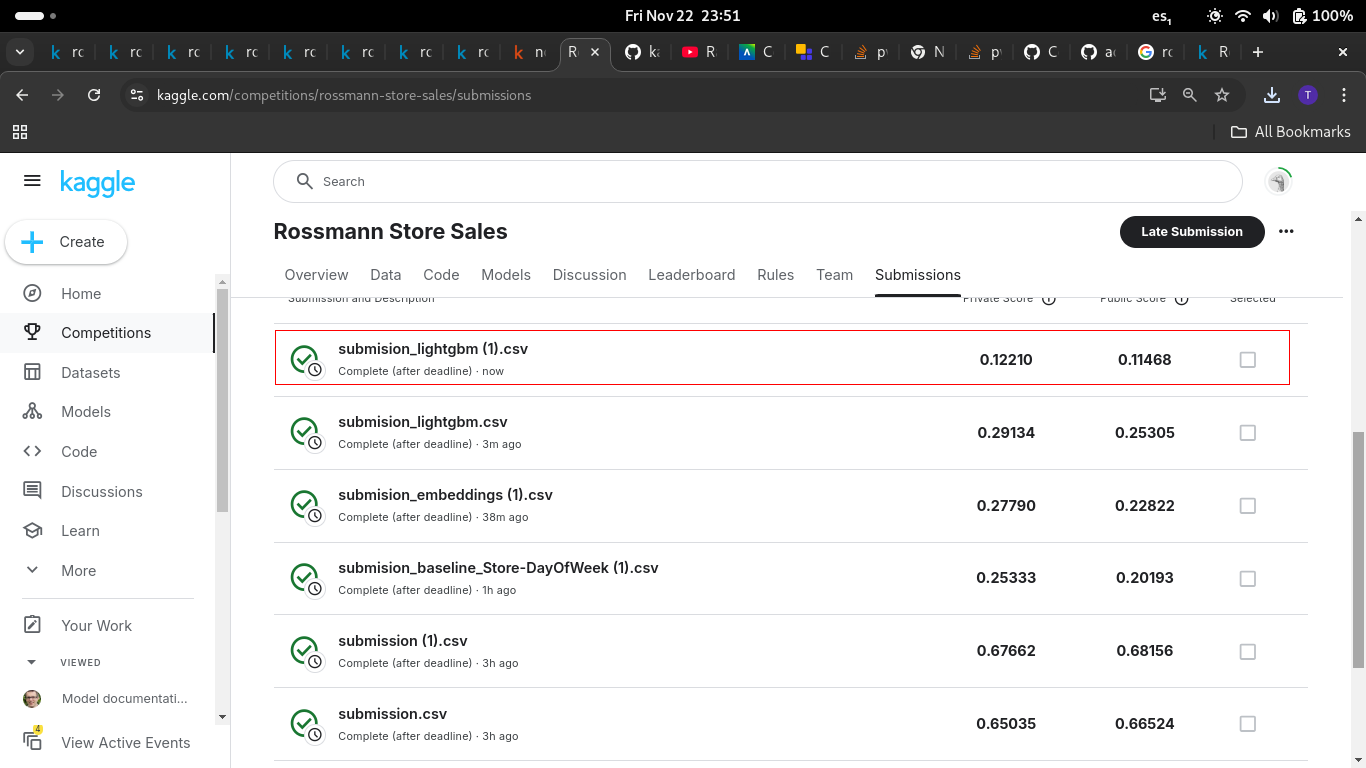 Fri Nov 22 23:51
es1
100%
rc
rc
rc
rc
rc
rc
rc
rc
n
R
k
R
C
C
p
N
p
C
a
rc
R
kaggle.com/competitions/rossmann-store-sales/submissions
T
All Bookmarks
kaggle
Search
Create
Rossmann Store Sales
Late Submission
Overview Data Code Models Discussion Leaderboard Rules Team Submissions
Submission and Description Private Score Public Score Selected
Home
Competitions
Datasets
Models
Code
Discussions
Learn
More
Your Work
VIEWED
Model documentati...
4
View Active Events
submision_lightgbm (1).csv
Complete (after deadline) · now
0.12210 0.11468
submision_lightgbm.csv
Complete (after deadline) · 3m ago
0.29134 0.25305
submision_embeddings (1).csv
Complete (after deadline) · 38m ago
0.27790 0.22822
submision_baseline_Store-DayOfWeek (1).csv
Complete (after deadline) · 1h ago
0.25333 0.20193
submission (1).csv
Complete (after deadline) · 3h ago
0.67662 0.68156
submission.csv
Complete (after deadline) · 3h ago
0.65035 0.66524